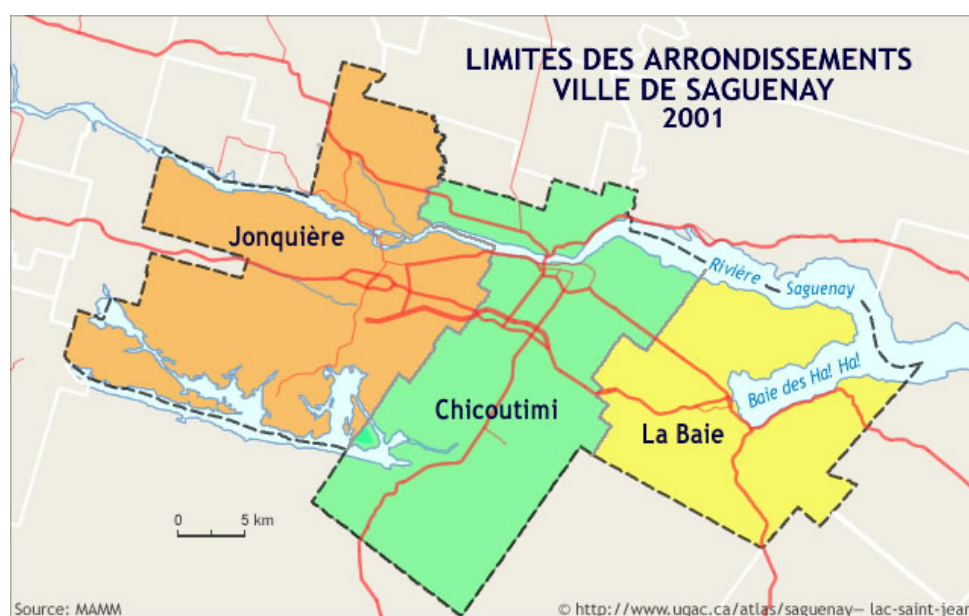 LIMITES DES ARRONDISSEMENTS
VILLE DE SAGUENAY
2001
Jonquière
Rivière Saguenay
Baie des Ha! Ha!
Chicoutimi
La Baie
0 5 km
Source: MAMM
© http://www.uqac.ca/atlas/saguenay— lac-saint-jean